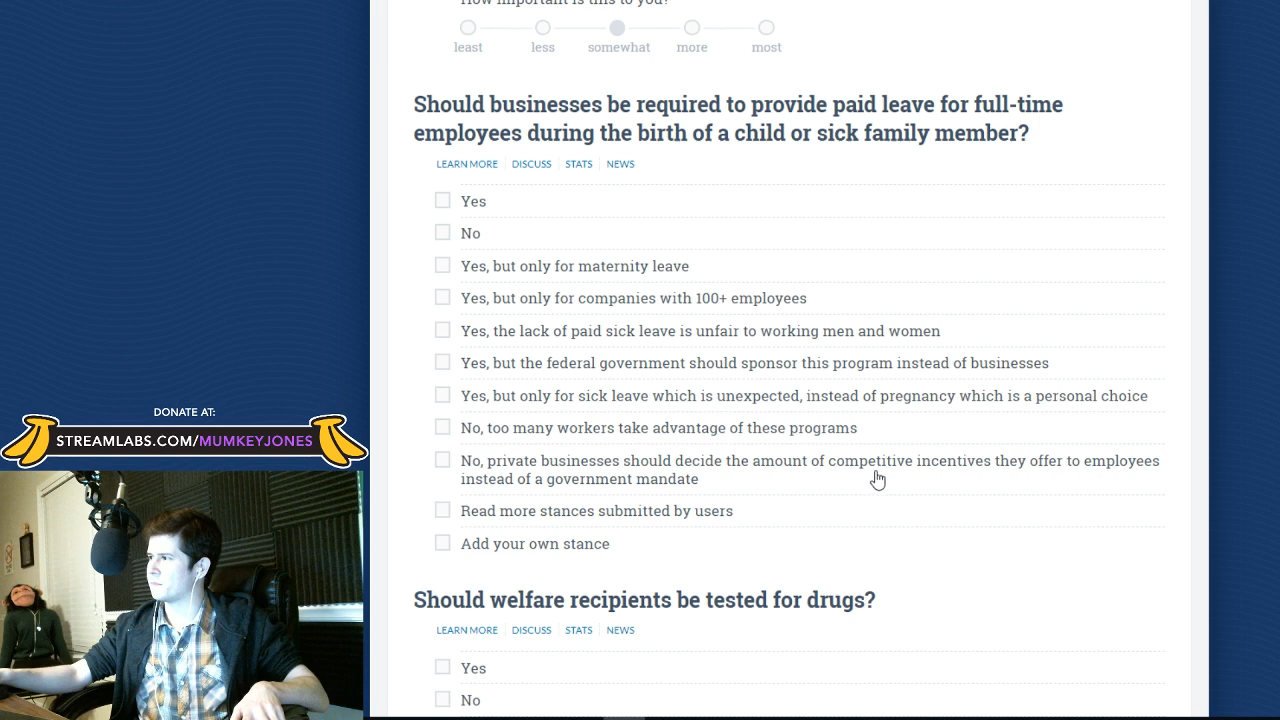 How important is this to you?
least less somewhat more most
Should businesses be required to provide paid leave for full-time
employees during the birth of a child or sick family member?
LEARN MORE DISCUSS STATS NEWS
Yes
No
Yes, but only for maternity leave
Yes, but only for companies with 100+ employees
Yes, the lack of paid sick leave is unfair to working men and women
Yes, but the federal government should sponsor this program instead of businesses
Yes, but only for sick leave which is unexpected, instead of pregnancy which is a personal choice
No, too many workers take advantage of these programs
No, private businesses should decide the amount of competitive incentives they offer to employees
instead of a government mandate
Read more stances submitted by users
Add your own stance
Should welfare recipients be tested for drugs?
LEARN MORE DISCUSS STATS NEWS
Yes
No
DONATE AT:
STREAMLABS.COM/MUMKEYJONES